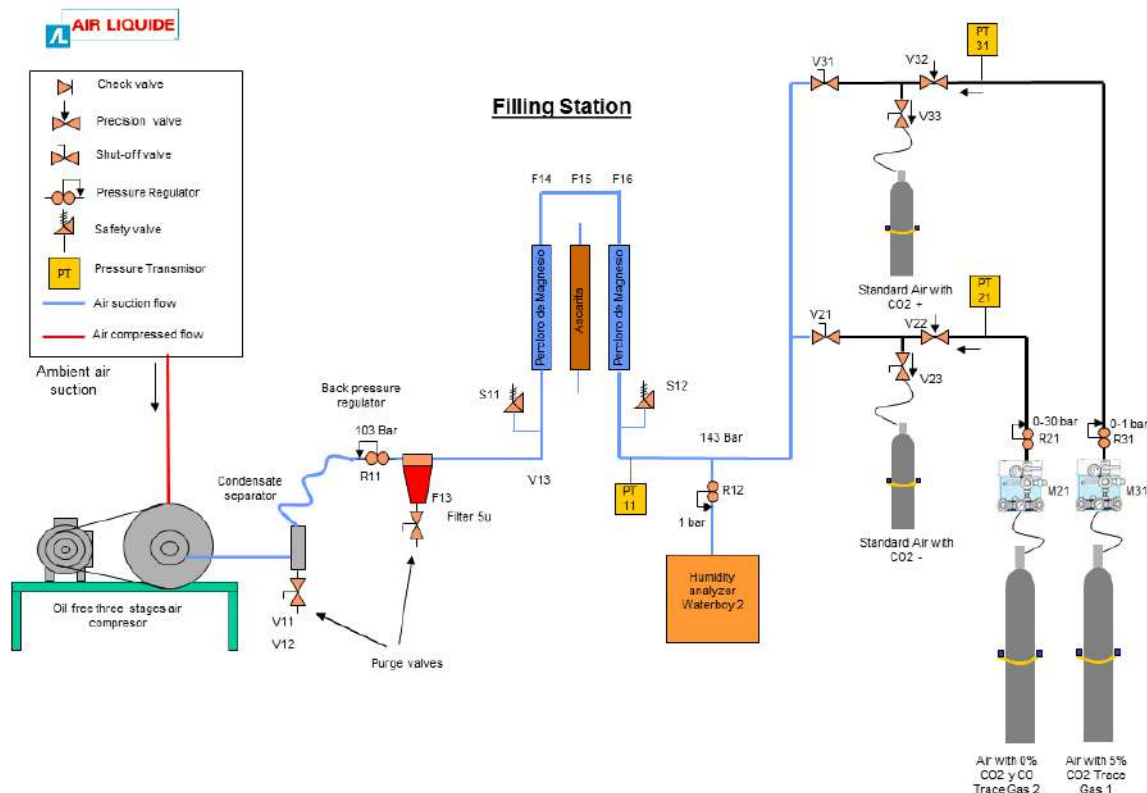 AIR LIQUIDE
Check valve
Precision valve
Shut-off valve
Pressure Regulator
Safety valve
PT
Pressure Transmisor
Air suction flow
Air compressed flow
Filling Station
Ambient air
suction
Condensate
separator
Back pressure
regulator
103 Bar
R11
F13
Filter 5u
Oil free three stages air
compresor
V11
V12
Purge valves
S11
V13
F14
F15
F16
Percloro de Magnesio
Ascarita
Percloro de Magnesio
S12
PT
11
143 Bar
R12
1 bar
Humidity
analyzer
Waterboy 2
V31
V32
PT
31
V33
Standard Air with
CO2 +
V21
V22
PT
21
V23
Standard Air with
CO2 -
0-30 bar
R21
M21
0-1 bar
R31
M31
Air with 0%
CO2 y CO
Trace Gas 2
Air with 5%
CO2 Trace
Gas 1